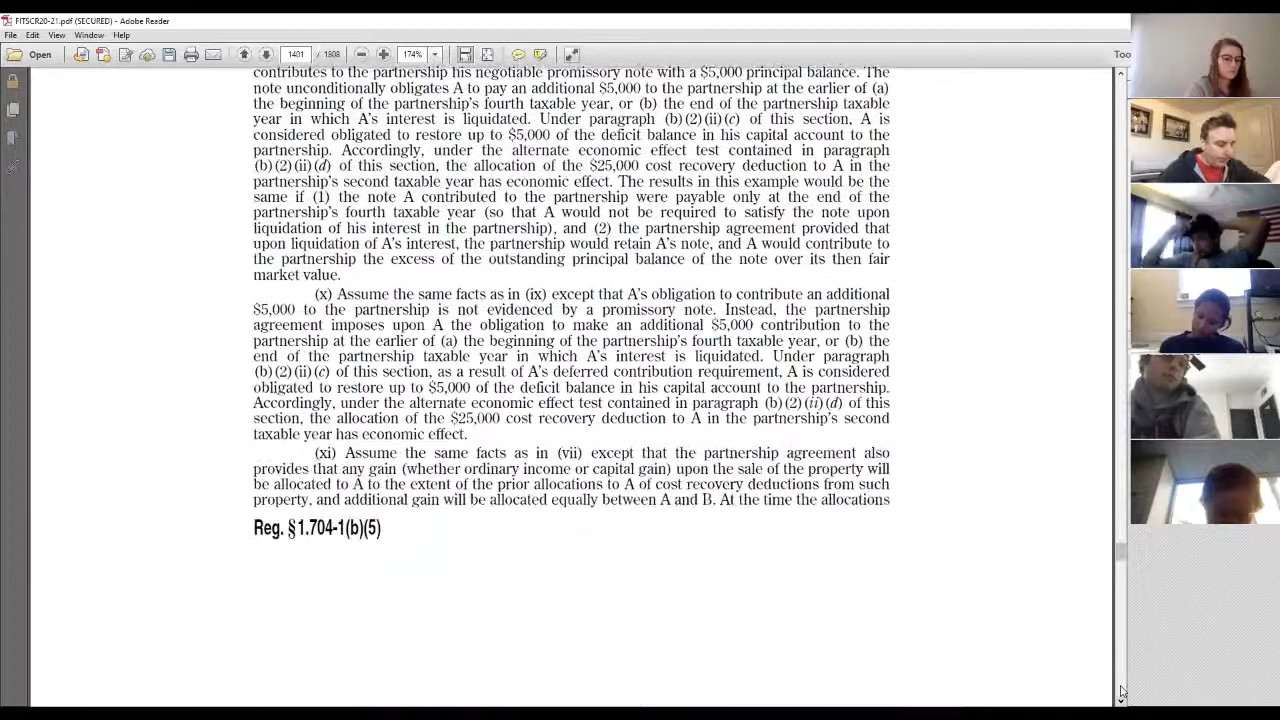 FITSCR20-21.pdf (SECURED) - Adobe Reader
File Edit View Window Help
Open 1401 / 1808 174% Too
contributes to the partnership his negotiable promissory note with a $5,000 principal balance. The
note unconditionally obligates A to pay an additional $5,000 to the partnership at the earlier of (a)
the beginning of the partnership's fourth taxable year, or (b) the end of the partnership taxable
year in which A's interest is liquidated. Under paragraph (b)(2)(ii)(c) of this section, A is
considered obligated to restore up to $5,000 of the deficit balance in his capital account to the
partnership. Accordingly, under the alternate economic effect test contained in paragraph
(b)(2)(ii)(d) of this section, the allocation of the $25,000 cost recovery deduction to A in the
partnership's second taxable year has economic effect. The results in this example would be the
same if (1) the note A contributed to the partnership were payable only at the end of the
partnership's fourth taxable year (so that A would not be required to satisfy the note upon
liquidation of his interest in the partnership), and (2) the partnership agreement provided that
upon liquidation of A's interest, the partnership would retain A's note, and A would contribute to
the partnership the excess of the outstanding principal balance of the note over its then fair
market value.
(x) Assume the same facts as in (ix) except that A's obligation to contribute an additional
$5,000 to the partnership is not evidenced by a promissory note. Instead, the partnership
agreement imposes upon A the obligation to make an additional $5,000 contribution to the
partnership at the earlier of (a) the beginning of the partnership's fourth taxable year, or (b) the
end of the partnership taxable year in which A's interest is liquidated. Under paragraph
(b)(2)(ii)(c) of this section, as a result of A's deferred contribution requirement, A is considered
obligated to restore up to $5,000 of the deficit balance in his capital account to the partnership.
Accordingly, under the alternate economic effect test contained in paragraph (b)(2)(ii)(d) of this
section, the allocation of the $25,000 cost recovery deduction to A in the partnership's second
taxable year has economic effect.
(xi) Assume the same facts as in (vii) except that the partnership agreement also
provides that any gain (whether ordinary income or capital gain) upon the sale of the property will
be allocated to A to the extent of the prior allocations to A of cost recovery deductions from such
property, and additional gain will be allocated equally between A and B. At the time the allocations
Reg. §1.704-1(b)(5)